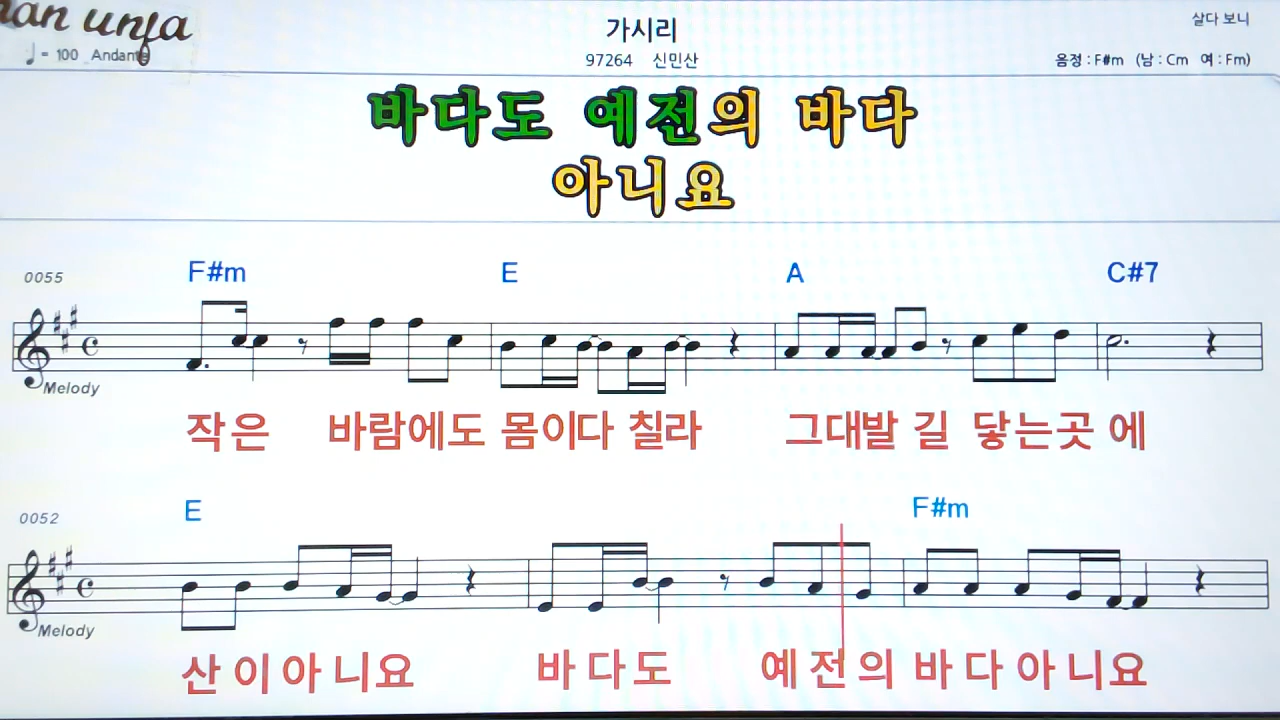 man unfa
살다 보니
가시리
♩= 100 Andante
97264 신민산
음정 : F#m (남 : Cm 여 : Fm)
바다도 예전의 바다
아니요
0055
F#m E A C#7
Melody
작은 바람에도 몸이다 칠라 그대발 길 닿는곳 에
0052
E F#m
Melody
산이아니요 바다도 예전의 바다아니요